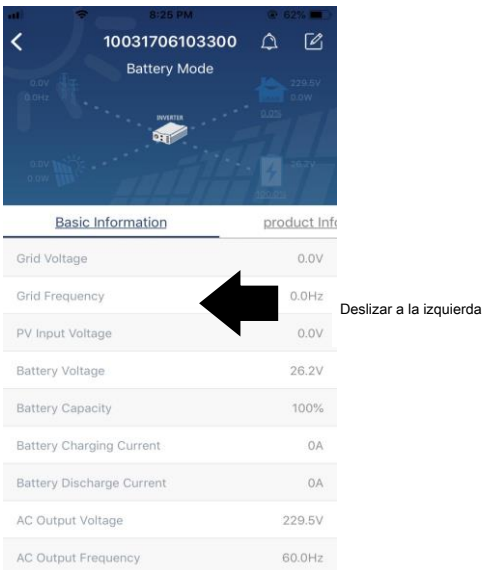 8:25 PM
62%
10031706103300
Battery Mode
0.0V
0.0Hz
229.5V
0.0W
0.0%
INVERTER
0.0V
0.0W
26.2V
100.0%
Basic Information
product Info
Grid Voltage 0.0V
Grid Frequency 0.0Hz
Deslizar a la izquierda
PV Input Voltage 0.0V
Battery Voltage 26.2V
Battery Capacity 100%
Battery Charging Current 0A
Battery Discharge Current 0A
AC Output Voltage 229.5V
AC Output Frequency 60.0Hz